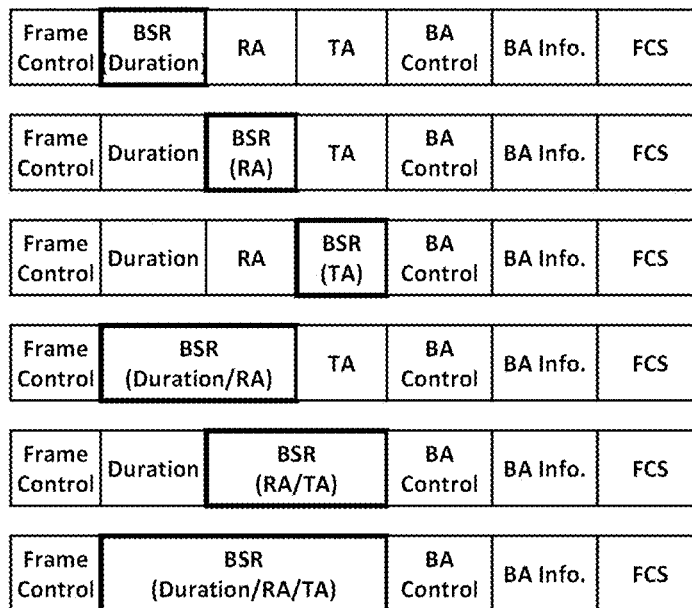 Frame Control BSR (Duration) RA TA BA Control BA Info. FCS
Frame Control Duration BSR (RA) TA BA Control BA Info. FCS
Frame Control Duration RA BSR (TA) BA Control BA Info. FCS
Frame Control BSR (Duration/RA) TA BA Control BA Info. FCS
Frame Control Duration BSR (RA/TA) BA Control BA Info. FCS
Frame Control BSR (Duration/RA/TA) BA Control BA Info. FCS